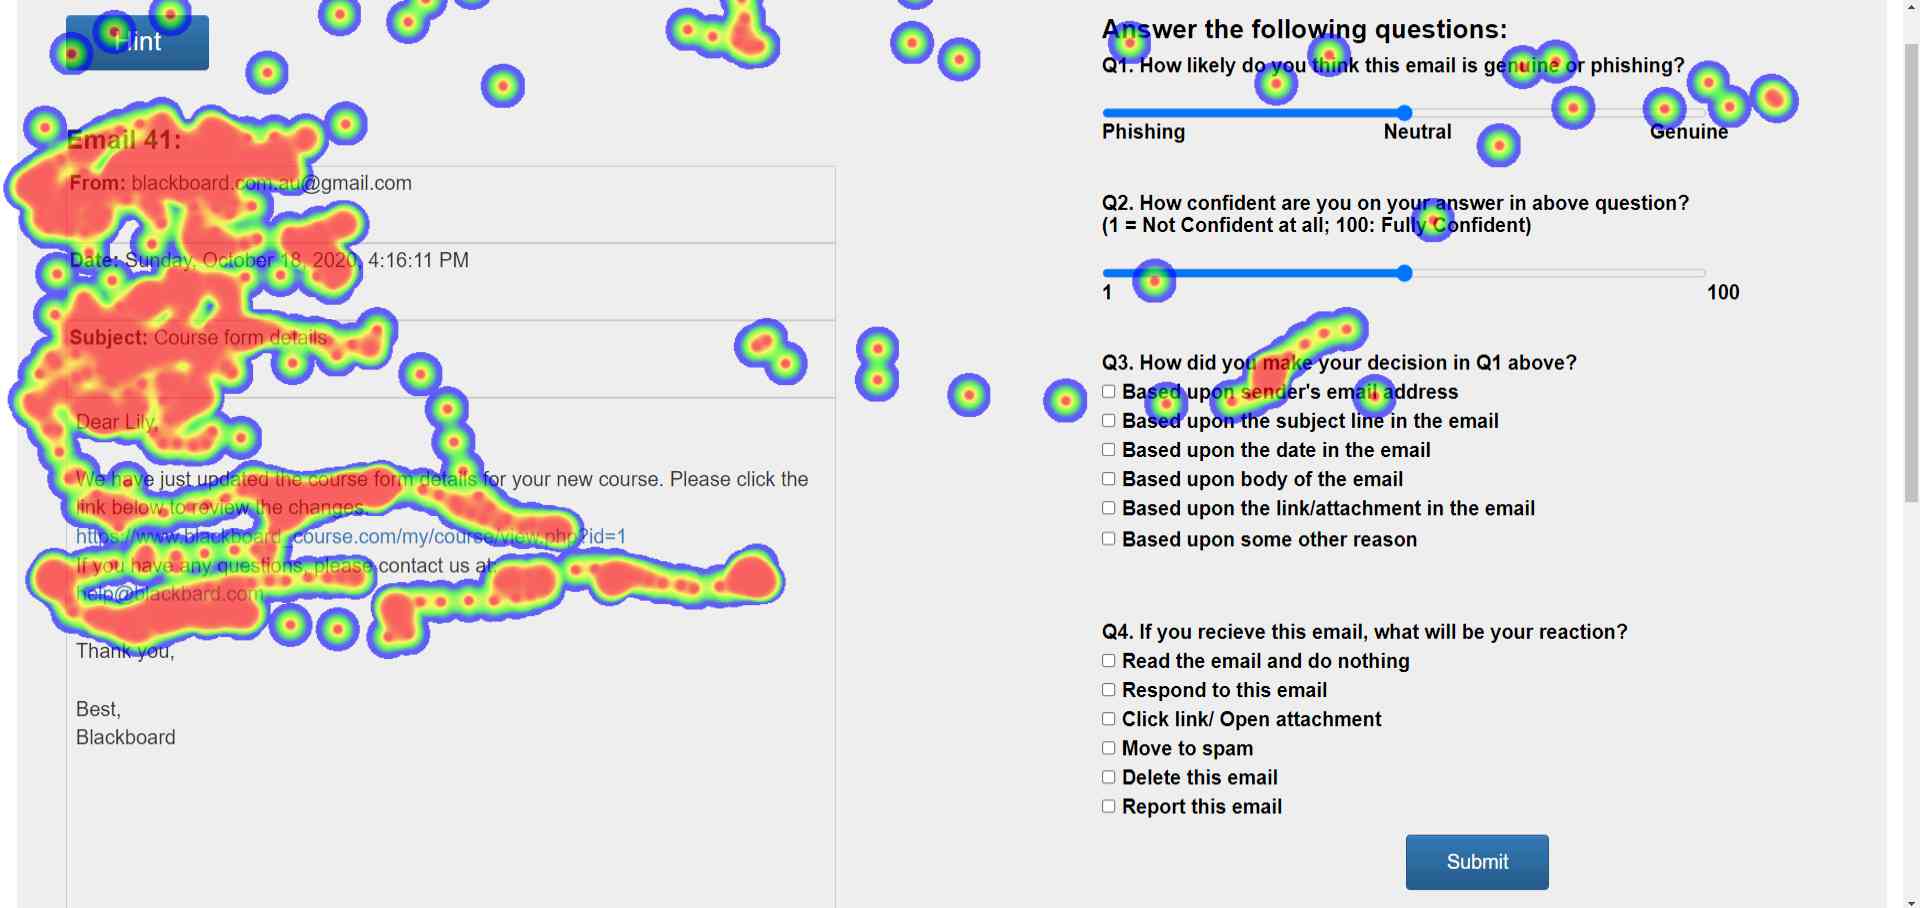 Hint
Email 41:
From: blackboard.com.au@gmail.com
Date: Sunday, October 18, 2020, 4:16:11 PM
Subject: Course form details
Dear Lily,
We have just updated the course form details for your new course. Please click the
link below to review the changes.
https://www.blackboard_course.com/my/course/view.php?id=1
If you have any questions, please contact us at:
help@blackbard.com
Thank you,
Best,
Blackboard
Answer the following questions:
Q1. How likely do you think this email is genuine or phishing?
Phishing Neutral Genuine
Q2. How confident are you on your answer in above question?
(1 = Not Confident at all; 100: Fully Confident)
1 100
Q3. How did you make your decision in Q1 above?
Based upon sender's email address
Based upon the subject line in the email
Based upon the date in the email
Based upon body of the email
Based upon the link/attachment in the email
Based upon some other reason
Q4. If you recieve this email, what will be your reaction?
Read the email and do nothing
Respond to this email
Click link/ Open attachment
Move to spam
Delete this email
Report this email
Submit